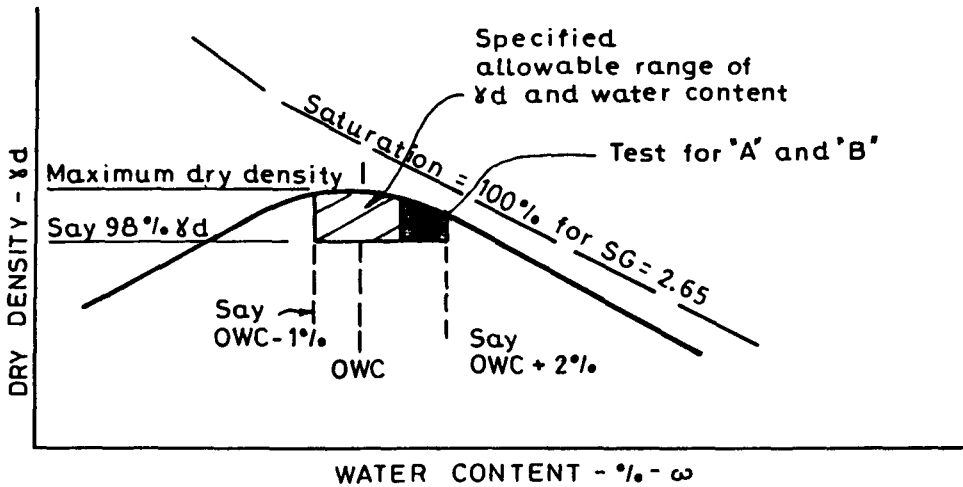 Specified
allowable range of
γd and water content
Saturation = 100% for SG = 2.65
Test for "A" and "B"
Maximum dry density
Say 98% γd
Say
OWC-1%
OWC
Say
OWC + 2%
DRY DENSITY - γd
WATER CONTENT - % - ω